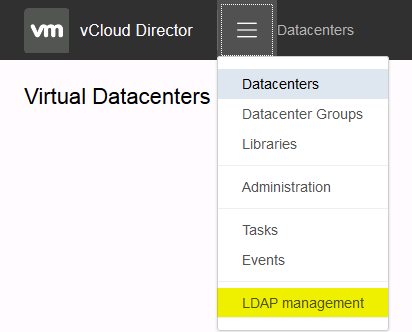 vm vCloud Director Datacenters
Virtual Datacenters
Datacenters
Datacenter Groups
Libraries
Administration
Tasks
Events
LDAP management